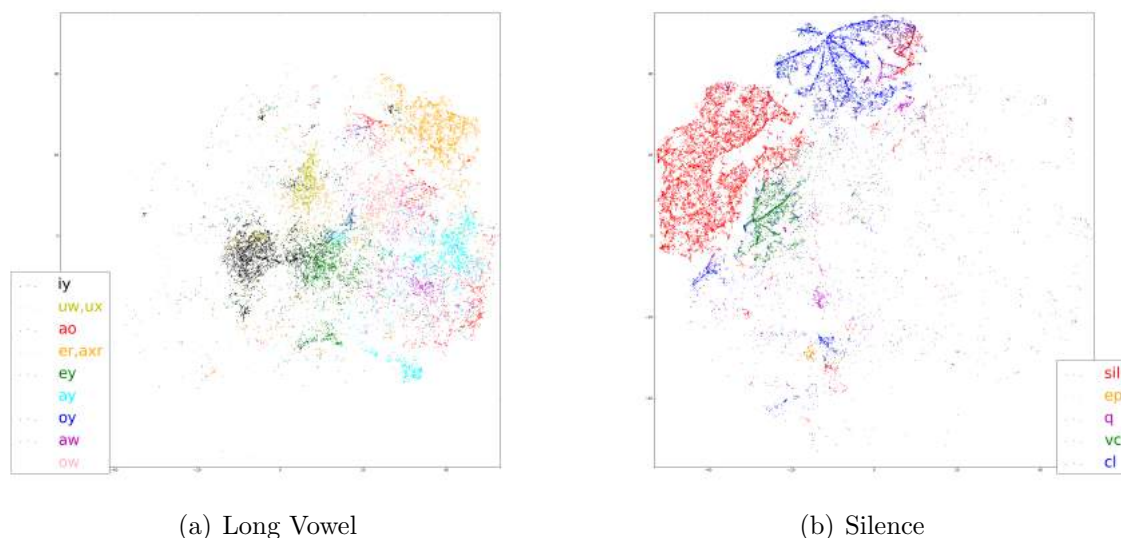 iy
uw,ux
ao
er,axr
ey
ay
oy
aw
ow
(a) Long Vowel
sil
ep
q
vc
cl
(b) Silence